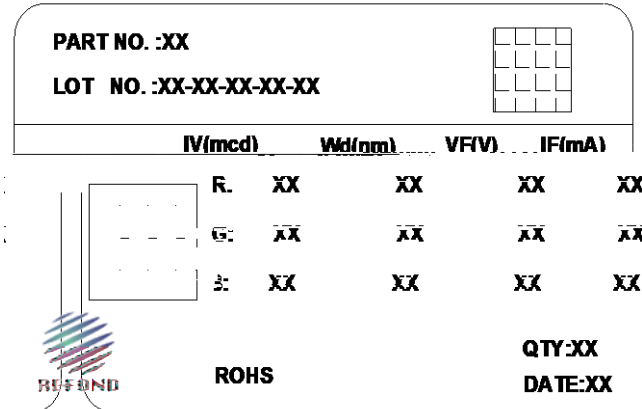 PART NO. :XX
LOT NO. :XX-XX-XX-XX-XX
IV(mcd) Wd(nm) VF(V) IF(mA)
R: XX XX XX XX
G: XX XX XX XX
B: XX XX XX XX
QTY:XX
REFOND ROHS
DATE:XX